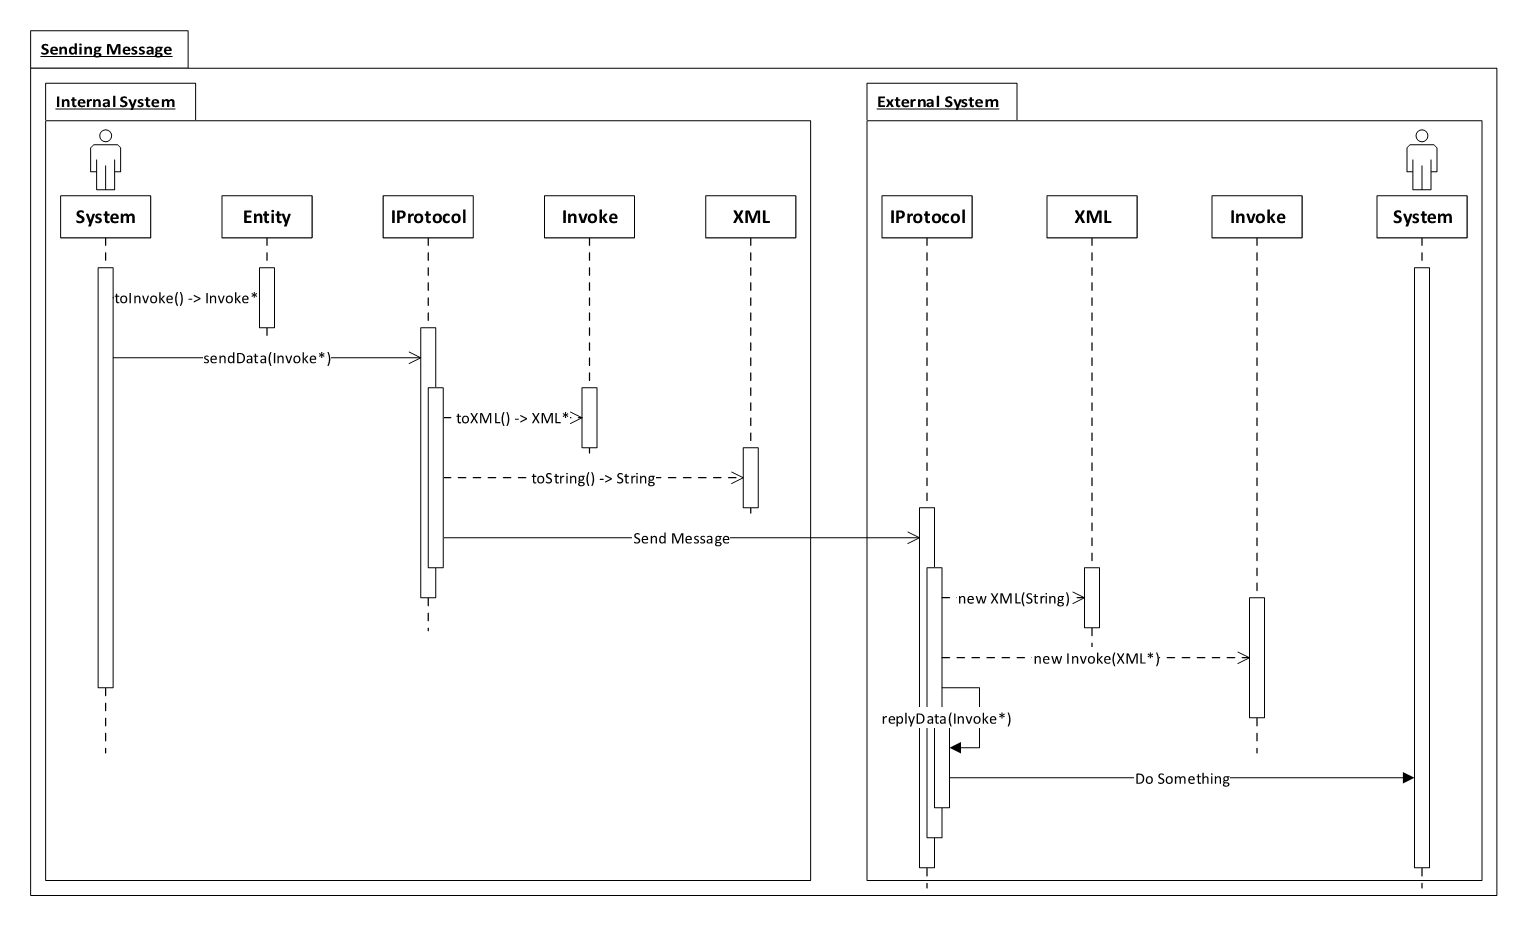 Sending Message
Internal System
External System
System
Entity
IProtocol
Invoke
XML
IProtocol
XML
Invoke
System
toInvoke() -> Invoke*
sendData(Invoke*)
toXML() -> XML*
toString() -> String
Send Message
new XML(String)
new Invoke(XML*)
replyData(Invoke*)
Do Something